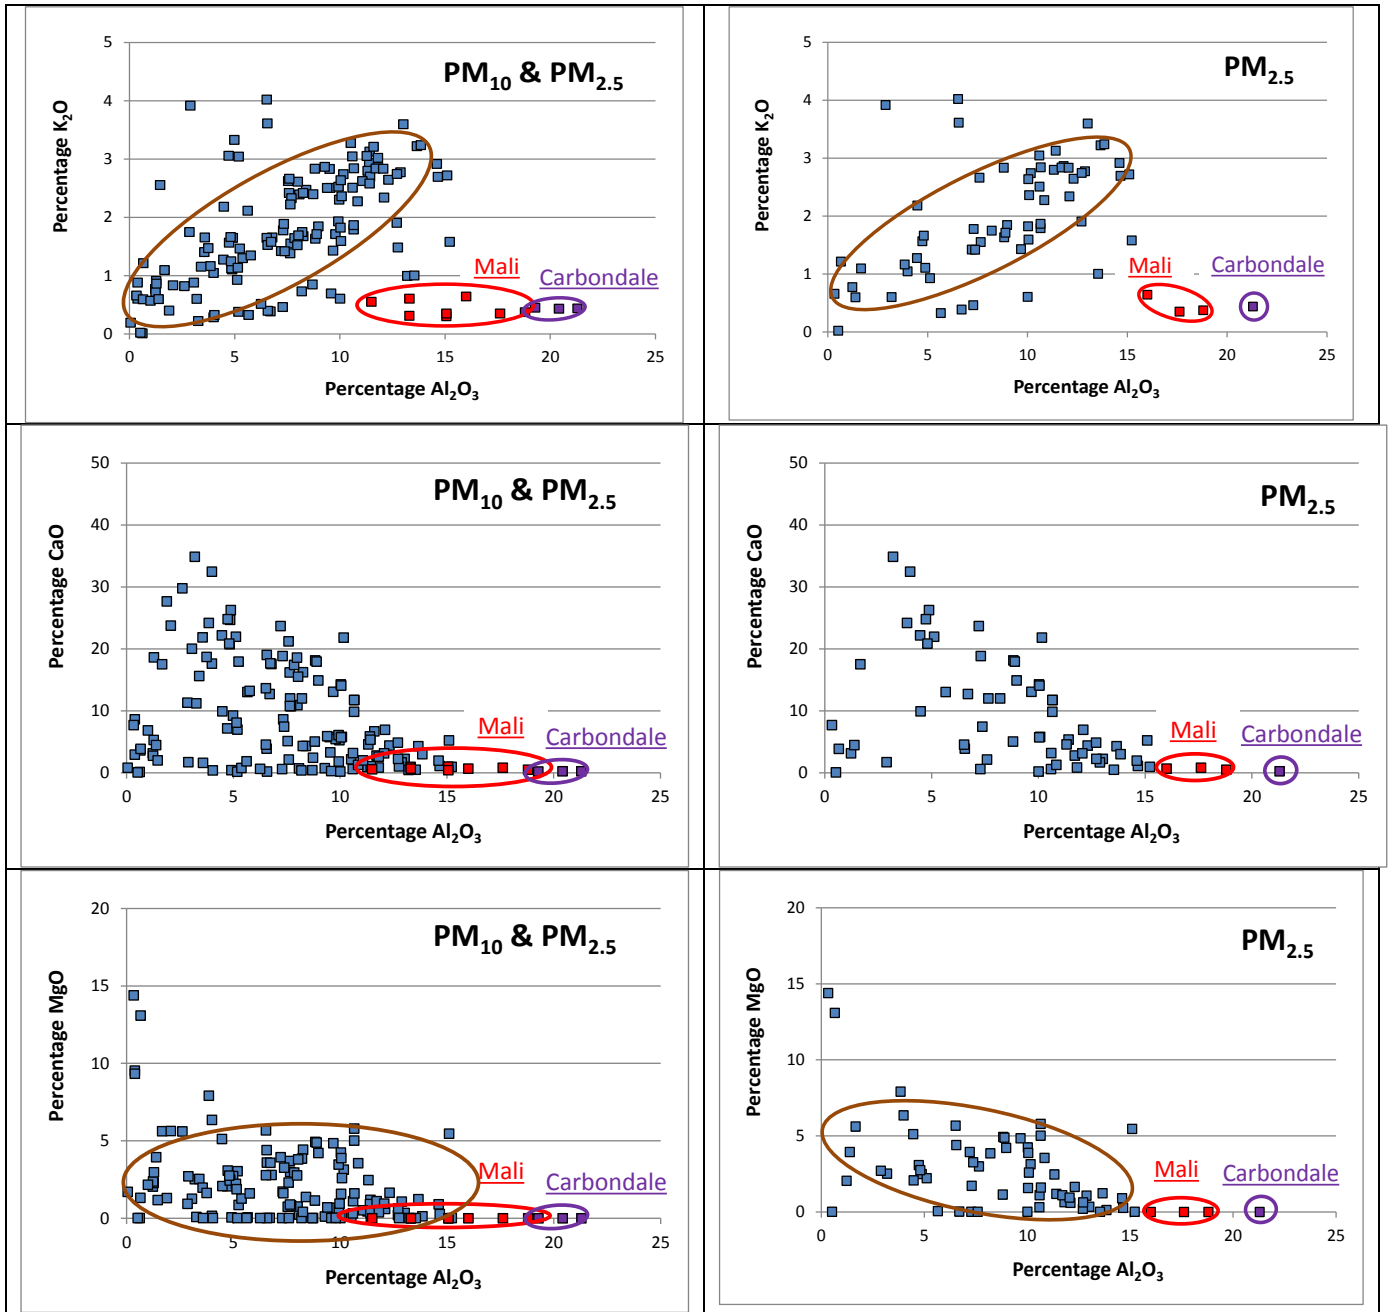 PM10 & PM2.5
Percentage K2O
5
4
3
2
1
0
Mali
Carbondale
0 5 10 15 20 25
Percentage Al2O3
PM2.5
Percentage K2O
5
4
3
2
1
0
Mali
Carbondale
0 5 10 15 20 25
Percentage Al2O3
PM10 & PM2.5
Percentage CaO
50
40
30
20
10
0
Mali
Carbondale
0 5 10 15 20 25
Percentage Al2O3
PM2.5
Percentage CaO
50
40
30
20
10
0
Mali
Carbondale
0 5 10 15 20 25
Percentage Al2O3
PM10 & PM2.5
Percentage MgO
20
15
10
5
0
Mali
Carbondale
0 5 10 15 20 25
Percentage Al2O3
PM2.5
Percentage MgO
20
15
10
5
0
Mali
Carbondale
0 5 10 15 20 25
Percentage Al2O3